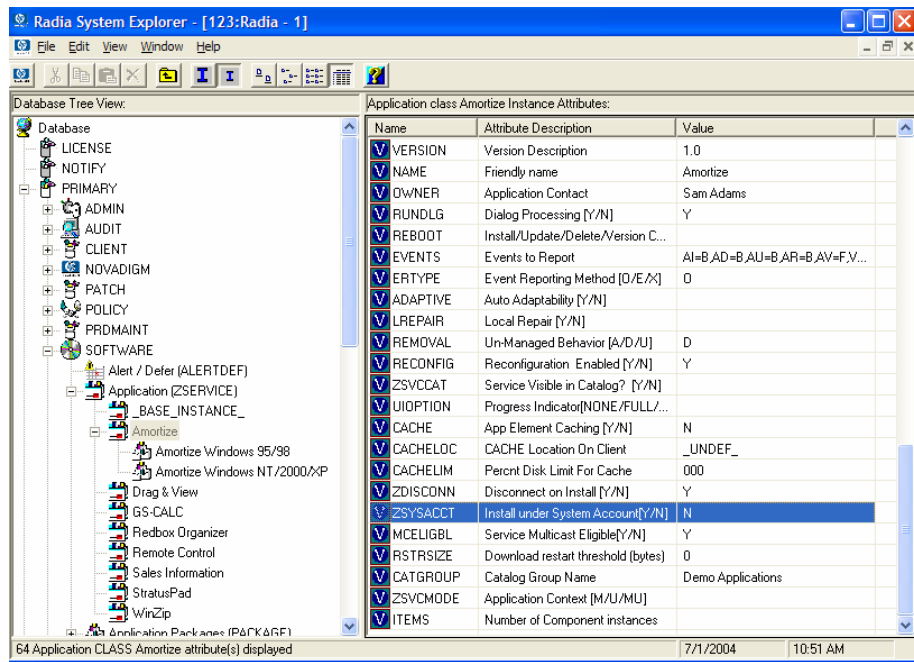 Radia System Explorer - [123:Radia - 1]
File Edit View Window Help
Database Tree View:
Database
LICENSE
NOTIFY
PRIMARY
ADMIN
AUDIT
CLIENT
NOVADIGM
PATCH
POLICY
PRDMAINT
SOFTWARE
Alert / Defer (ALERTDEF)
Application (ZSERVICE)
_BASE_INSTANCE_
Amortize
Amortize Windows 95/98
Amortize Windows NT/2000/XP
Drag & View
GS-CALC
Redbox Organizer
Remote Control
Sales Information
StratusPad
WinZip
Application Packages (PACKAGE)
Application class Amortize Instance Attributes:
Name Attribute Description Value
V VERSION Version Description 1.0
V NAME Friendly name Amortize
V OWNER Application Contact Sam Adams
V RUNDLG Dialog Processing [Y/N] Y
V REBOOT Install/Update/Delete/Version C...
V EVENTS Events to Report AI=B,AD=B,AU=B,AR=B,AV=F,V...
V ERTYPE Event Reporting Method [O/E/X] O
V ADAPTIVE Auto Adaptability [Y/N]
V LREPAIR Local Repair [Y/N]
V REMOVAL Un-Managed Behavior [A/D/U] D
V RECONFIG Reconfiguration Enabled [Y/N] Y
V ZSVCCAT Service Visible in Catalog? [Y/N]
V UIOPTION Progress Indicator[NONE/FULL/...
V CACHE App Element Caching [Y/N] N
V CACHELOC CACHE Location On Client _UNDEF_
V CACHELIM Percnt Disk Limit For Cache 000
V ZDISCONN Disconnect on Install [Y/N] Y
V ZSYSACCT Install under System Account[Y/N] N
V MCELIGBL Service Multicast Eligible[Y/N] Y
V RSTRSIZE Download restart threshold (bytes) 0
V CATGROUP Catalog Group Name Demo Applications
V ZSVCMODE Application Context [M/U/MU]
V ITEMS Number of Component instances
64 Application CLASS Amortize attribute(s) displayed 7/1/2004 10:51 AM